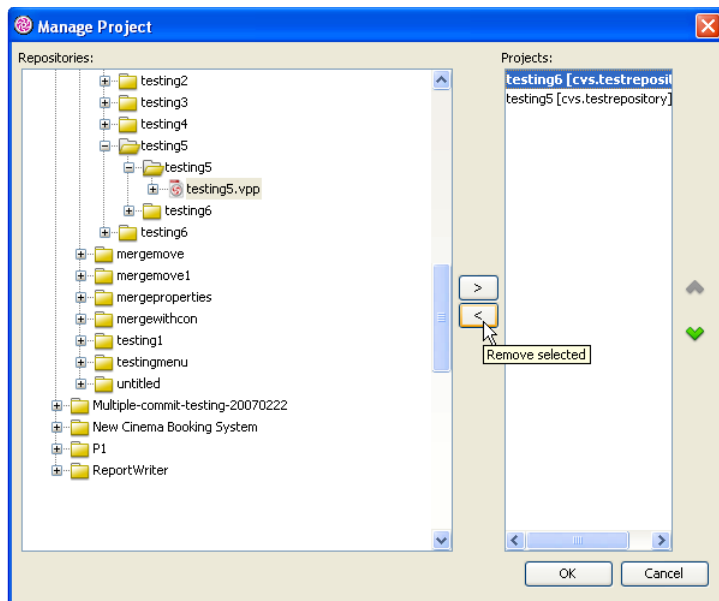 Manage Project
Repositories:
Projects:
testing2
testing3
testing4
testing5
testing5
testing5.vpp
testing6
testing6
mergemove
mergemove1
mergeproperties
mergewithcon
testing1
testingmenu
untitled
Multiple-commit-testing-20070222
New Cinema Booking System
P1
ReportWriter
>
<
Remove selected
testing6 [cvs.testreposit
testing5 [cvs.testrepository]
OK
Cancel